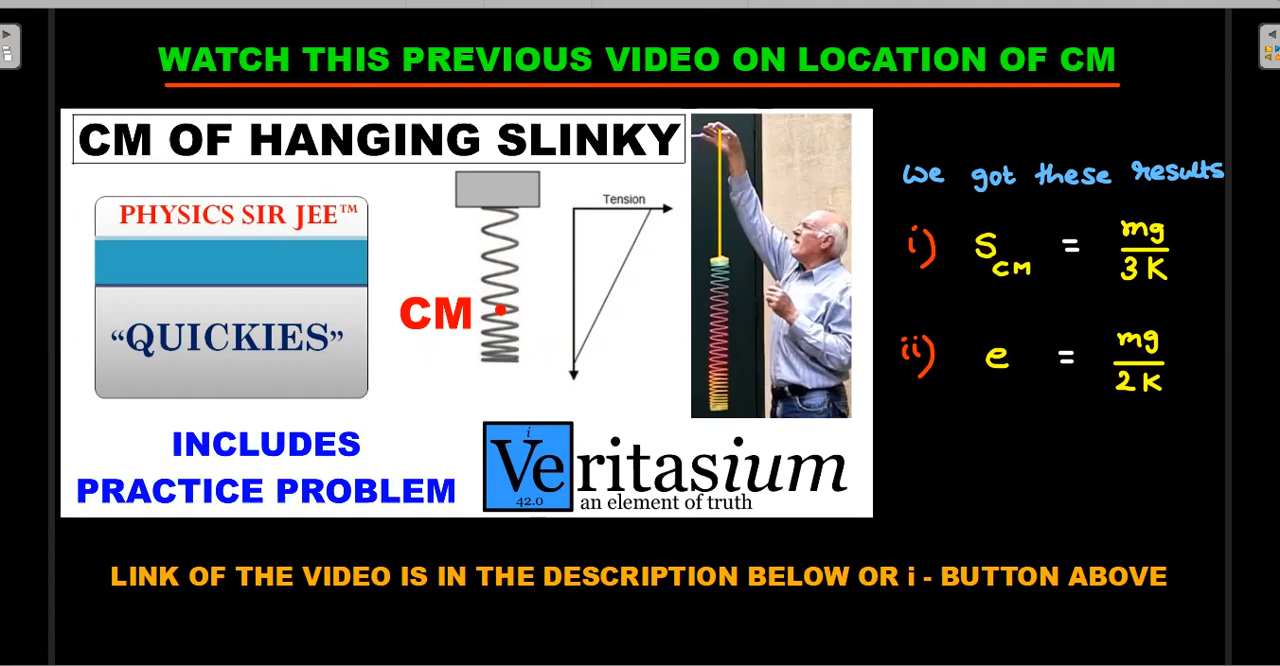 WATCH THIS PREVIOUS VIDEO ON LOCATION OF CM
CM OF HANGING SLINKY
PHYSICS SIR JEE™
“QUICKIES”
Tension
CM
INCLUDES
PRACTICE PROBLEM
i
Veritasium
42.0
an element of truth
we got these results
i) S_CM = mg/3K
ii) e = mg/2K
LINK OF THE VIDEO IS IN THE DESCRIPTION BELOW OR i - BUTTON ABOVE